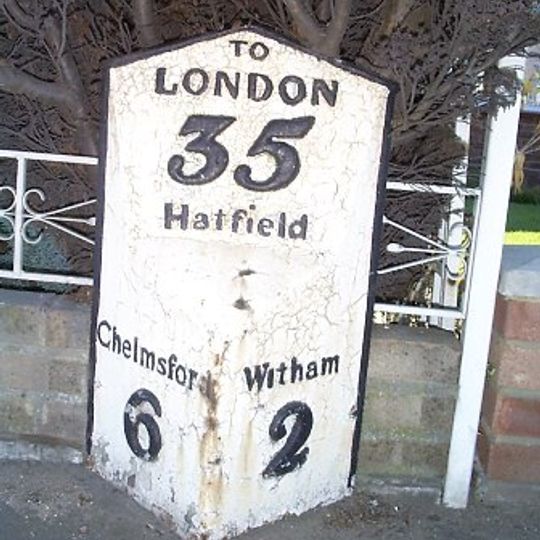 TO
LONDON
35
Hatfield
Chelmsford Witham
6 2